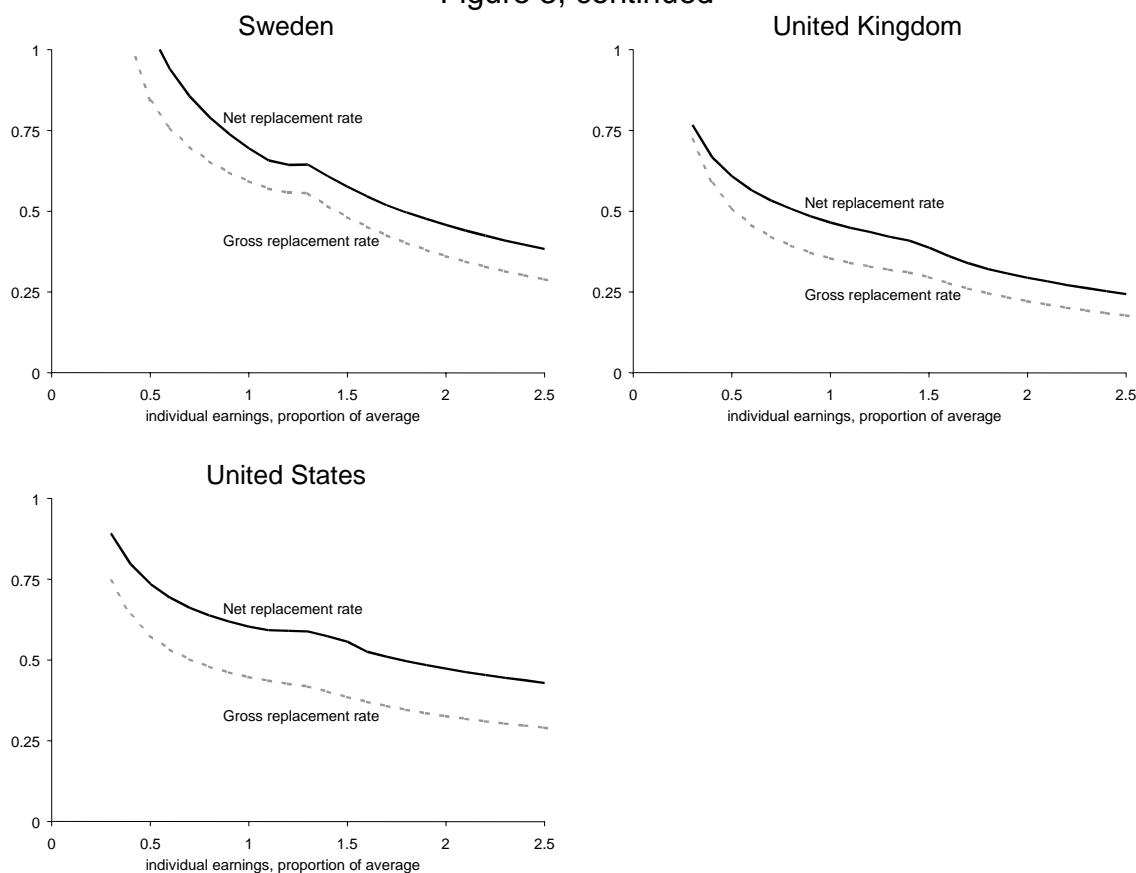 Figure 3, continued
Sweden
1
0.75
0.5
0.25
0
Net replacement rate
Gross replacement rate
0 0.5 1 1.5 2 2.5
individual earnings, proportion of average
United Kingdom
1
0.75
0.5
0.25
0
Net replacement rate
Gross replacement rate
0 0.5 1 1.5 2 2.5
individual earnings, proportion of average
United States
1
0.75
0.5
0.25
0
Net replacement rate
Gross replacement rate
0 0.5 1 1.5 2 2.5
individual earnings, proportion of average